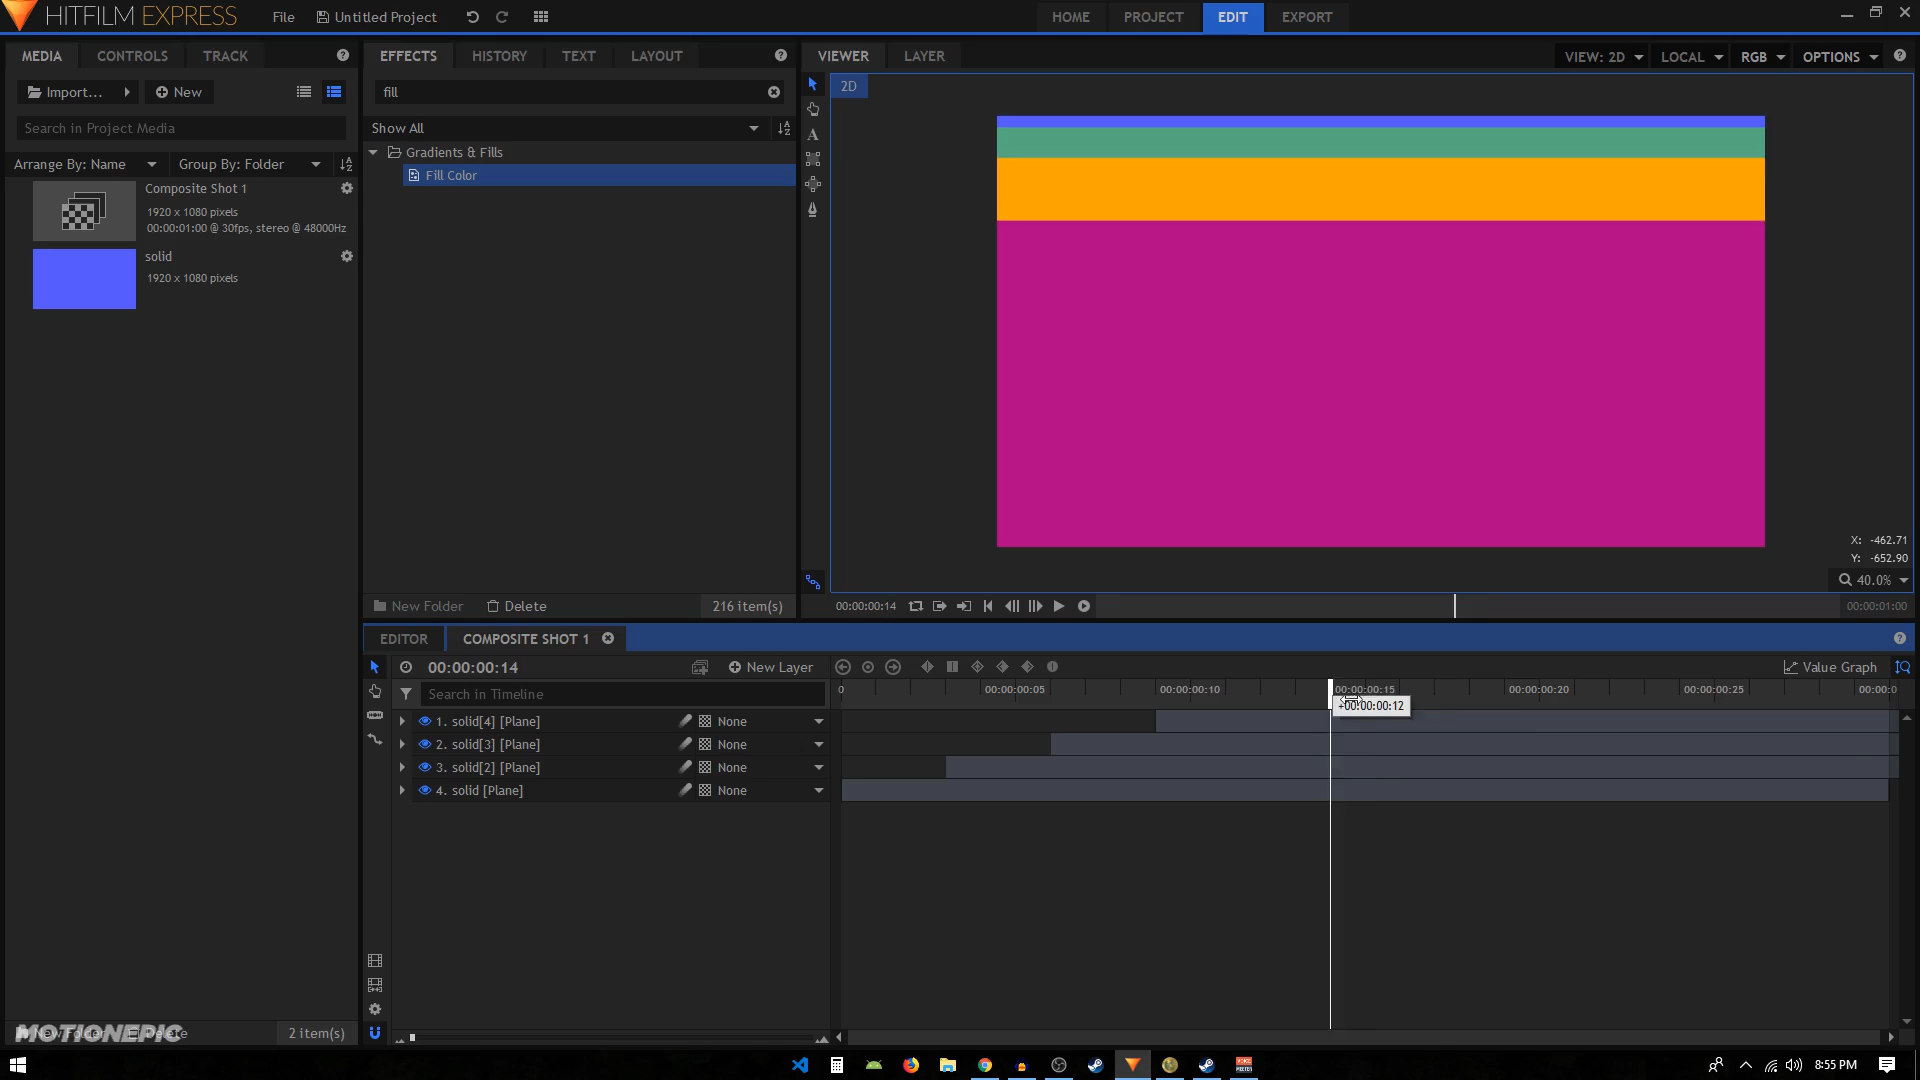 HITFILM EXPRESS
File
Untitled Project
HOME
PROJECT
EDIT
EXPORT
MEDIA
CONTROLS
TRACK
EFFECTS
HISTORY
TEXT
LAYOUT
VIEWER
LAYER
VIEW: 2D
LOCAL
RGB
OPTIONS
Import...
New
fill
2D
Search in Project Media
Show All
Arrange By: Name
Group By: Folder
Gradients & Fills
Fill Color
Composite Shot 1
1920 x 1080 pixels
00:00:01:00 @ 30fps, stereo @ 48000Hz
solid
1920 x 1080 pixels
X: -462.71
Y: -652.90
40.0%
New Folder
Delete
216 item(s)
00:00:00:14
00:00:01:00
EDITOR
COMPOSITE SHOT 1
00:00:00:14
New Layer
Value Graph
Search in Timeline
0
00:00:00:05
00:00:00:10
00:00:00:15
00:00:00:20
00:00:00:25
00:00:0
+00:00:00:12
1. solid[4] [Plane]
None
2. solid[3] [Plane]
None
3. solid[2] [Plane]
None
4. solid [Plane]
None
New Folder
Delete
MOTIONEPIC
2 item(s)
8:55 PM